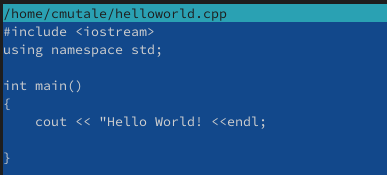 /home/cmutale/helloworld.cpp
#include <iostream>
using namespace std;
int main()
{
    cout << "Hello World! <<endl;
}